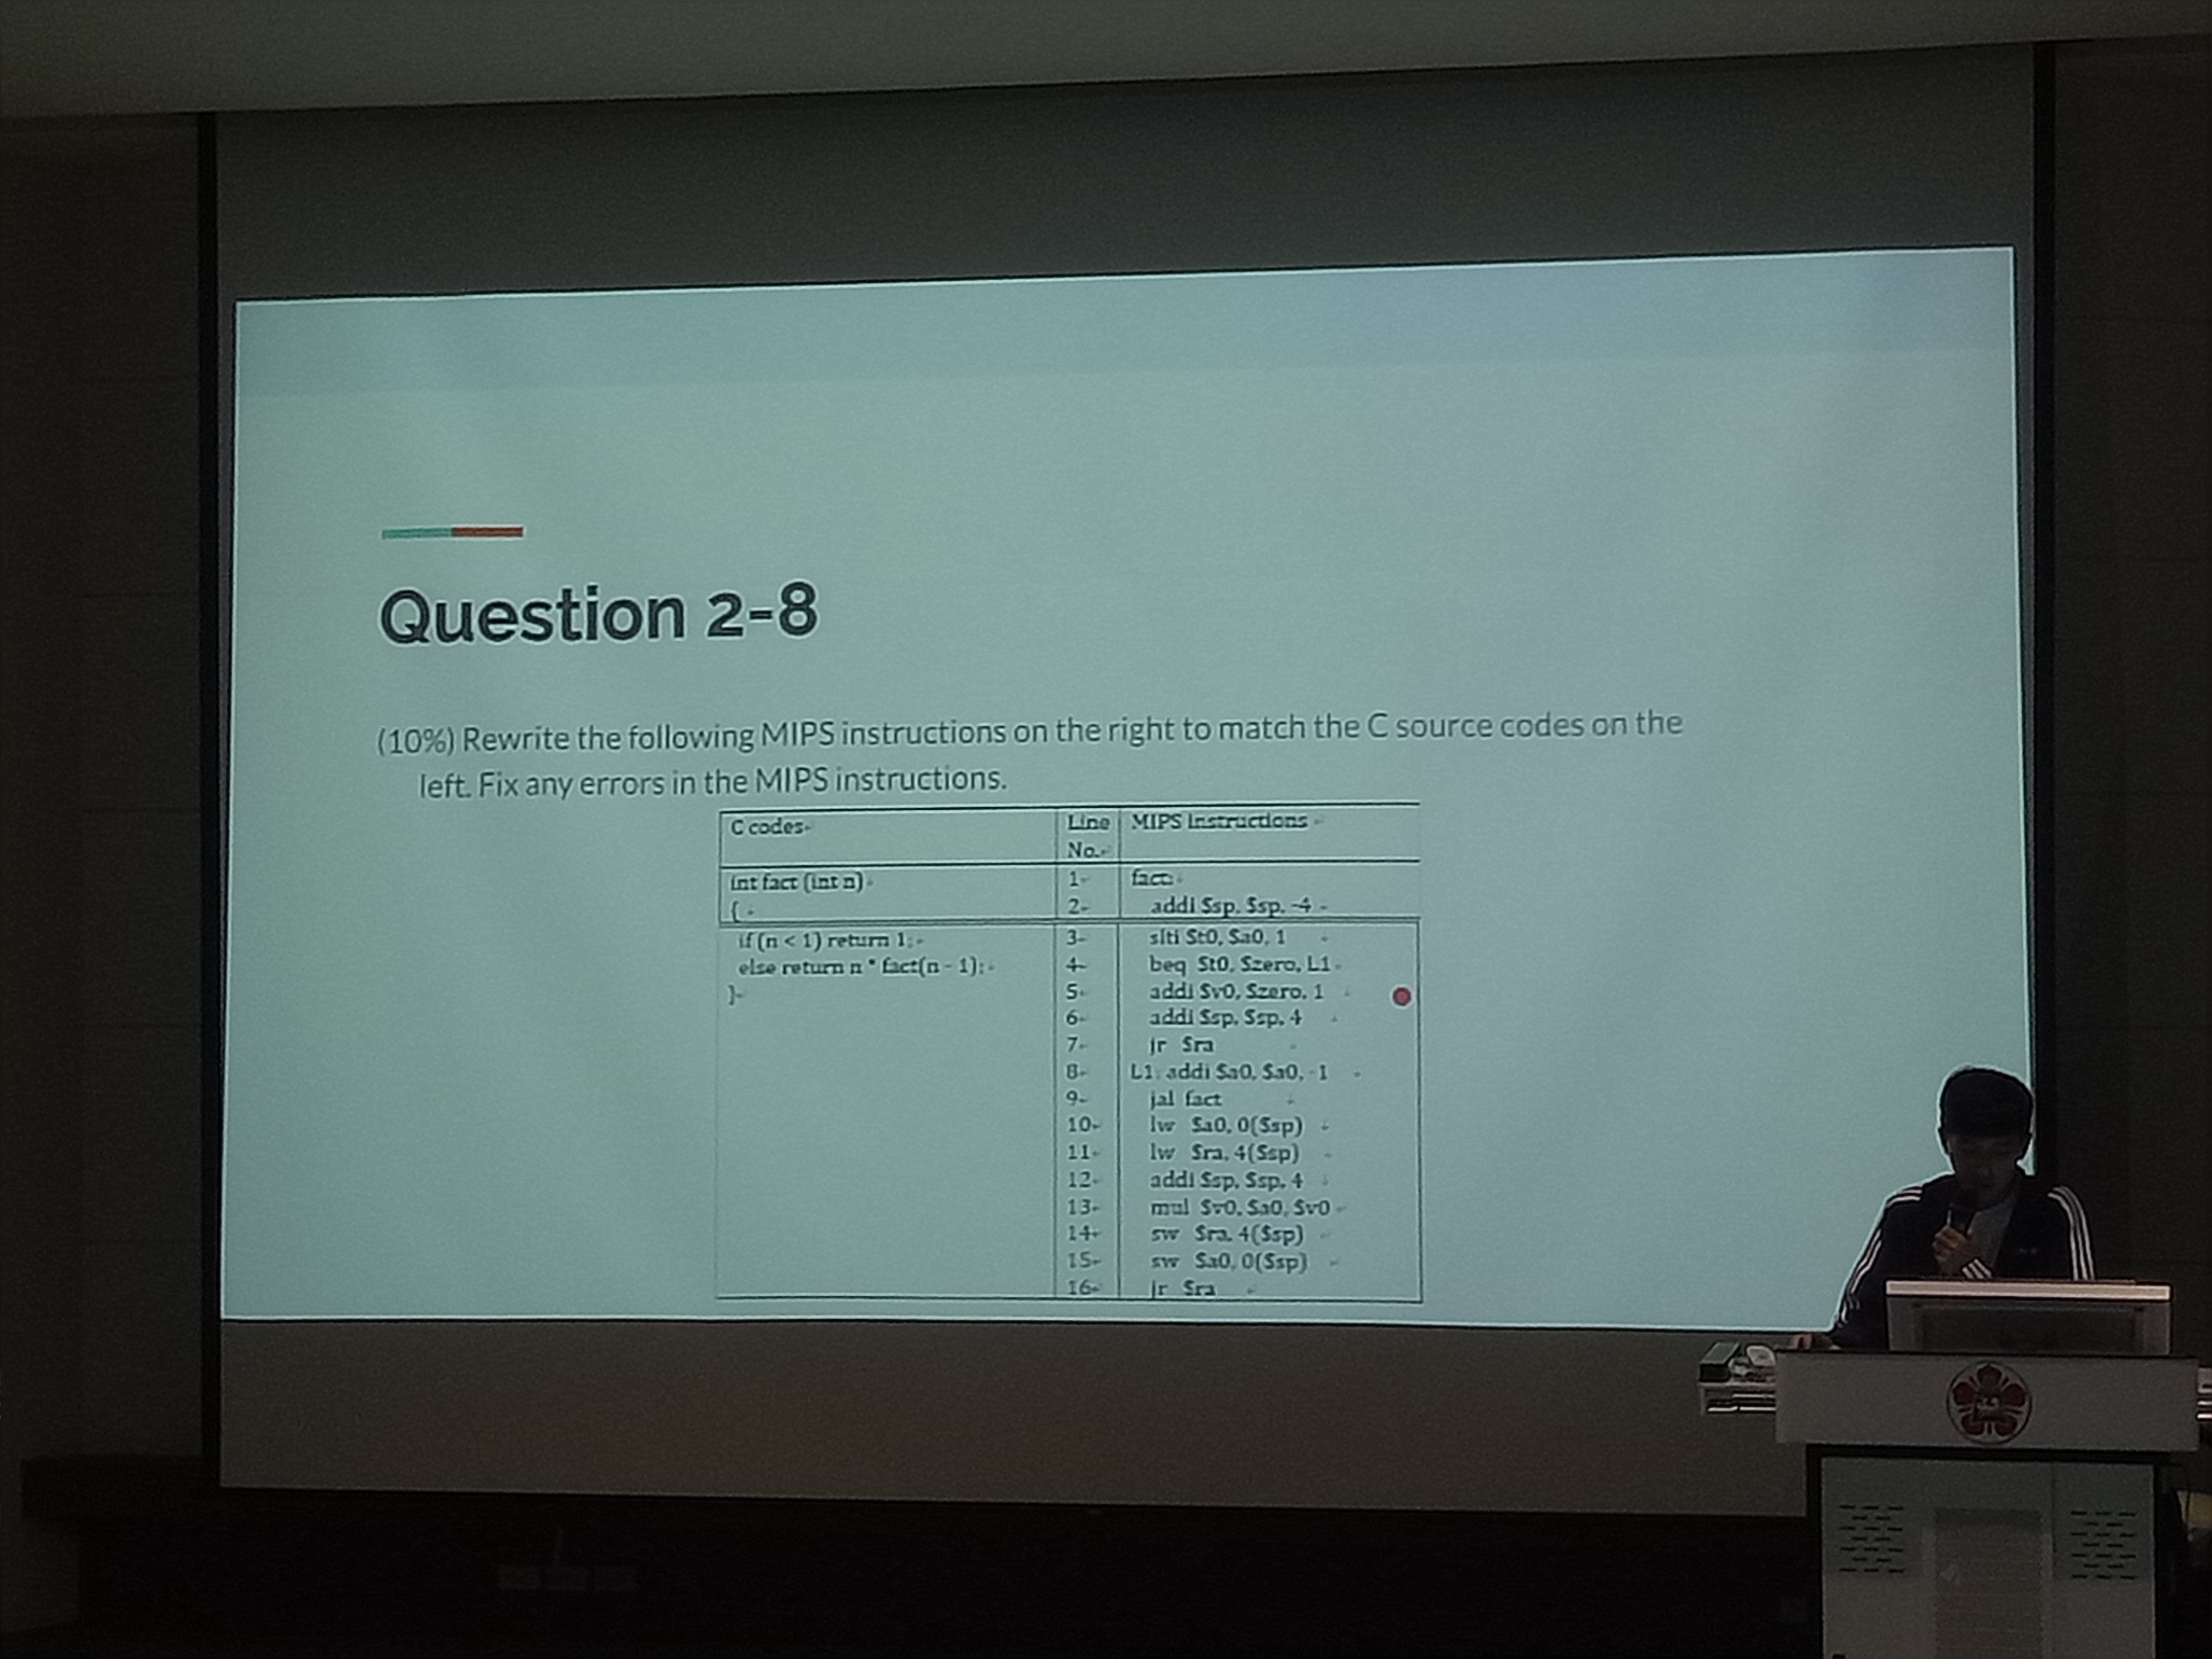 Question 2-8
(10%) Rewrite the following MIPS instructions on the right to match the C source codes on the
left. Fix any errors in the MIPS instructions.
C codes Line No. MIPS Instructions
int fact (int n) 1 fact:
{ 2 addi $sp, $sp, -4
if (n < 1) return 1; 3 slti $t0, $a0, 1
else return n * fact(n - 1); 4 beq $t0, $zero, L1
} 5 addi $v0, $zero, 1
6 addi $sp, $sp, 4
7 jr $ra
8 L1: addi $a0, $a0, -1
9 jal fact
10 lw $a0, 0($sp)
11 lw $ra, 4($sp)
12 addi $sp, $sp, 4
13 mul $v0, $a0, $v0
14 sw $ra, 4($sp)
15 sw $a0, 0($sp)
16 jr $ra